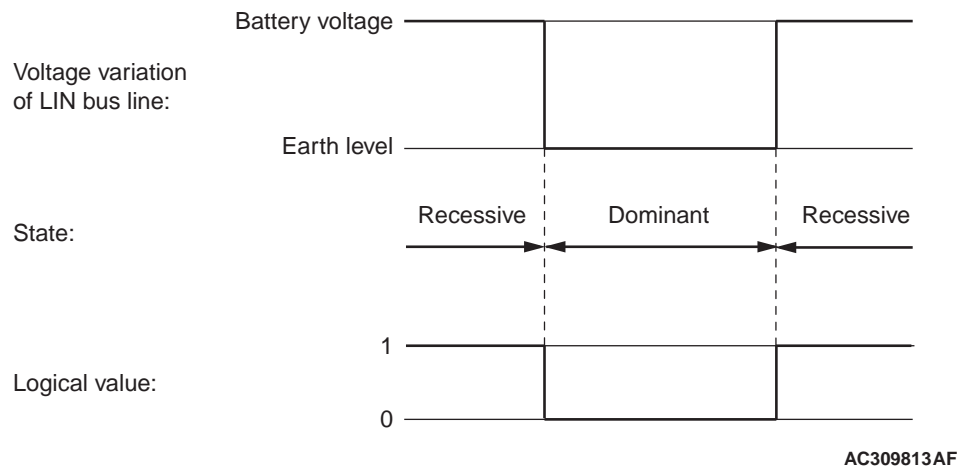 Battery voltage
Voltage variation
of LIN bus line:
Earth level
Recessive Dominant Recessive
State:
1
Logical value:
0
AC309813AF